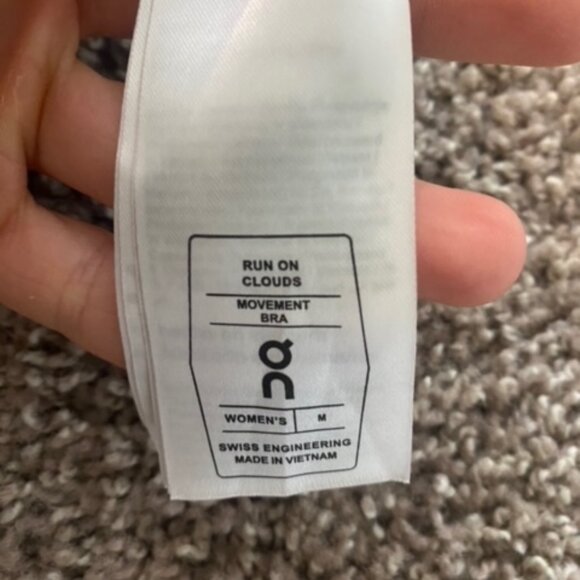 RUN ON
CLOUDS
MOVEMENT
BRA
WOMEN'S M
SWISS ENGINEERING
MADE IN VIETNAM